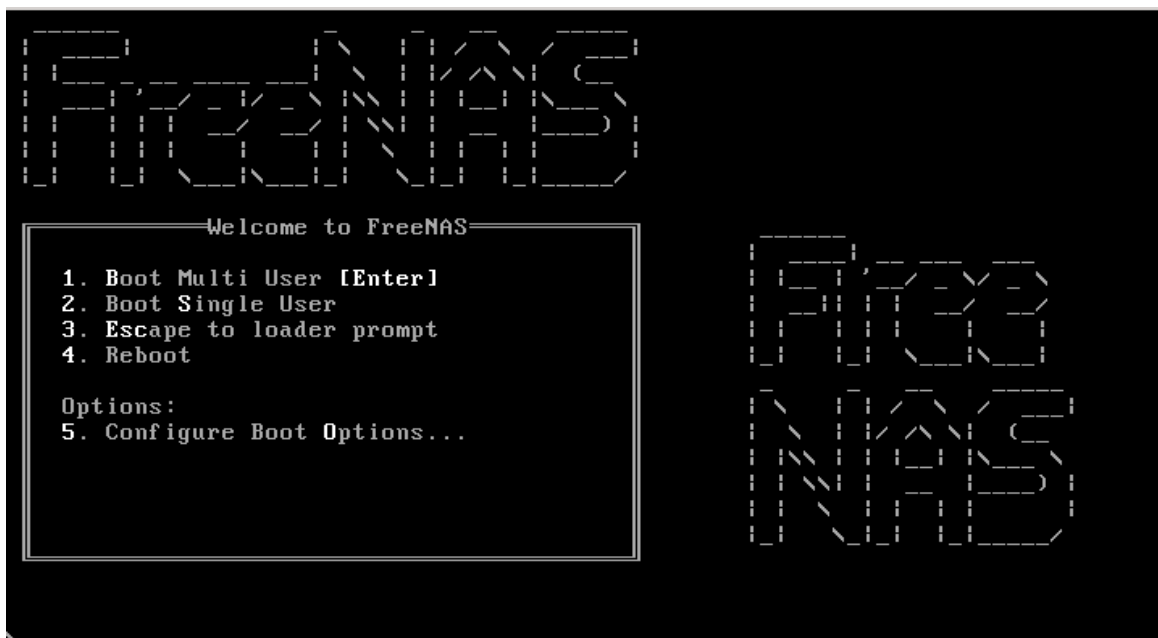 FreeNAS
Welcome to FreeNAS
1. Boot Multi User [Enter]
2. Boot Single User
3. Escape to loader prompt
4. Reboot
Options:
5. Configure Boot Options...
Free
NAS